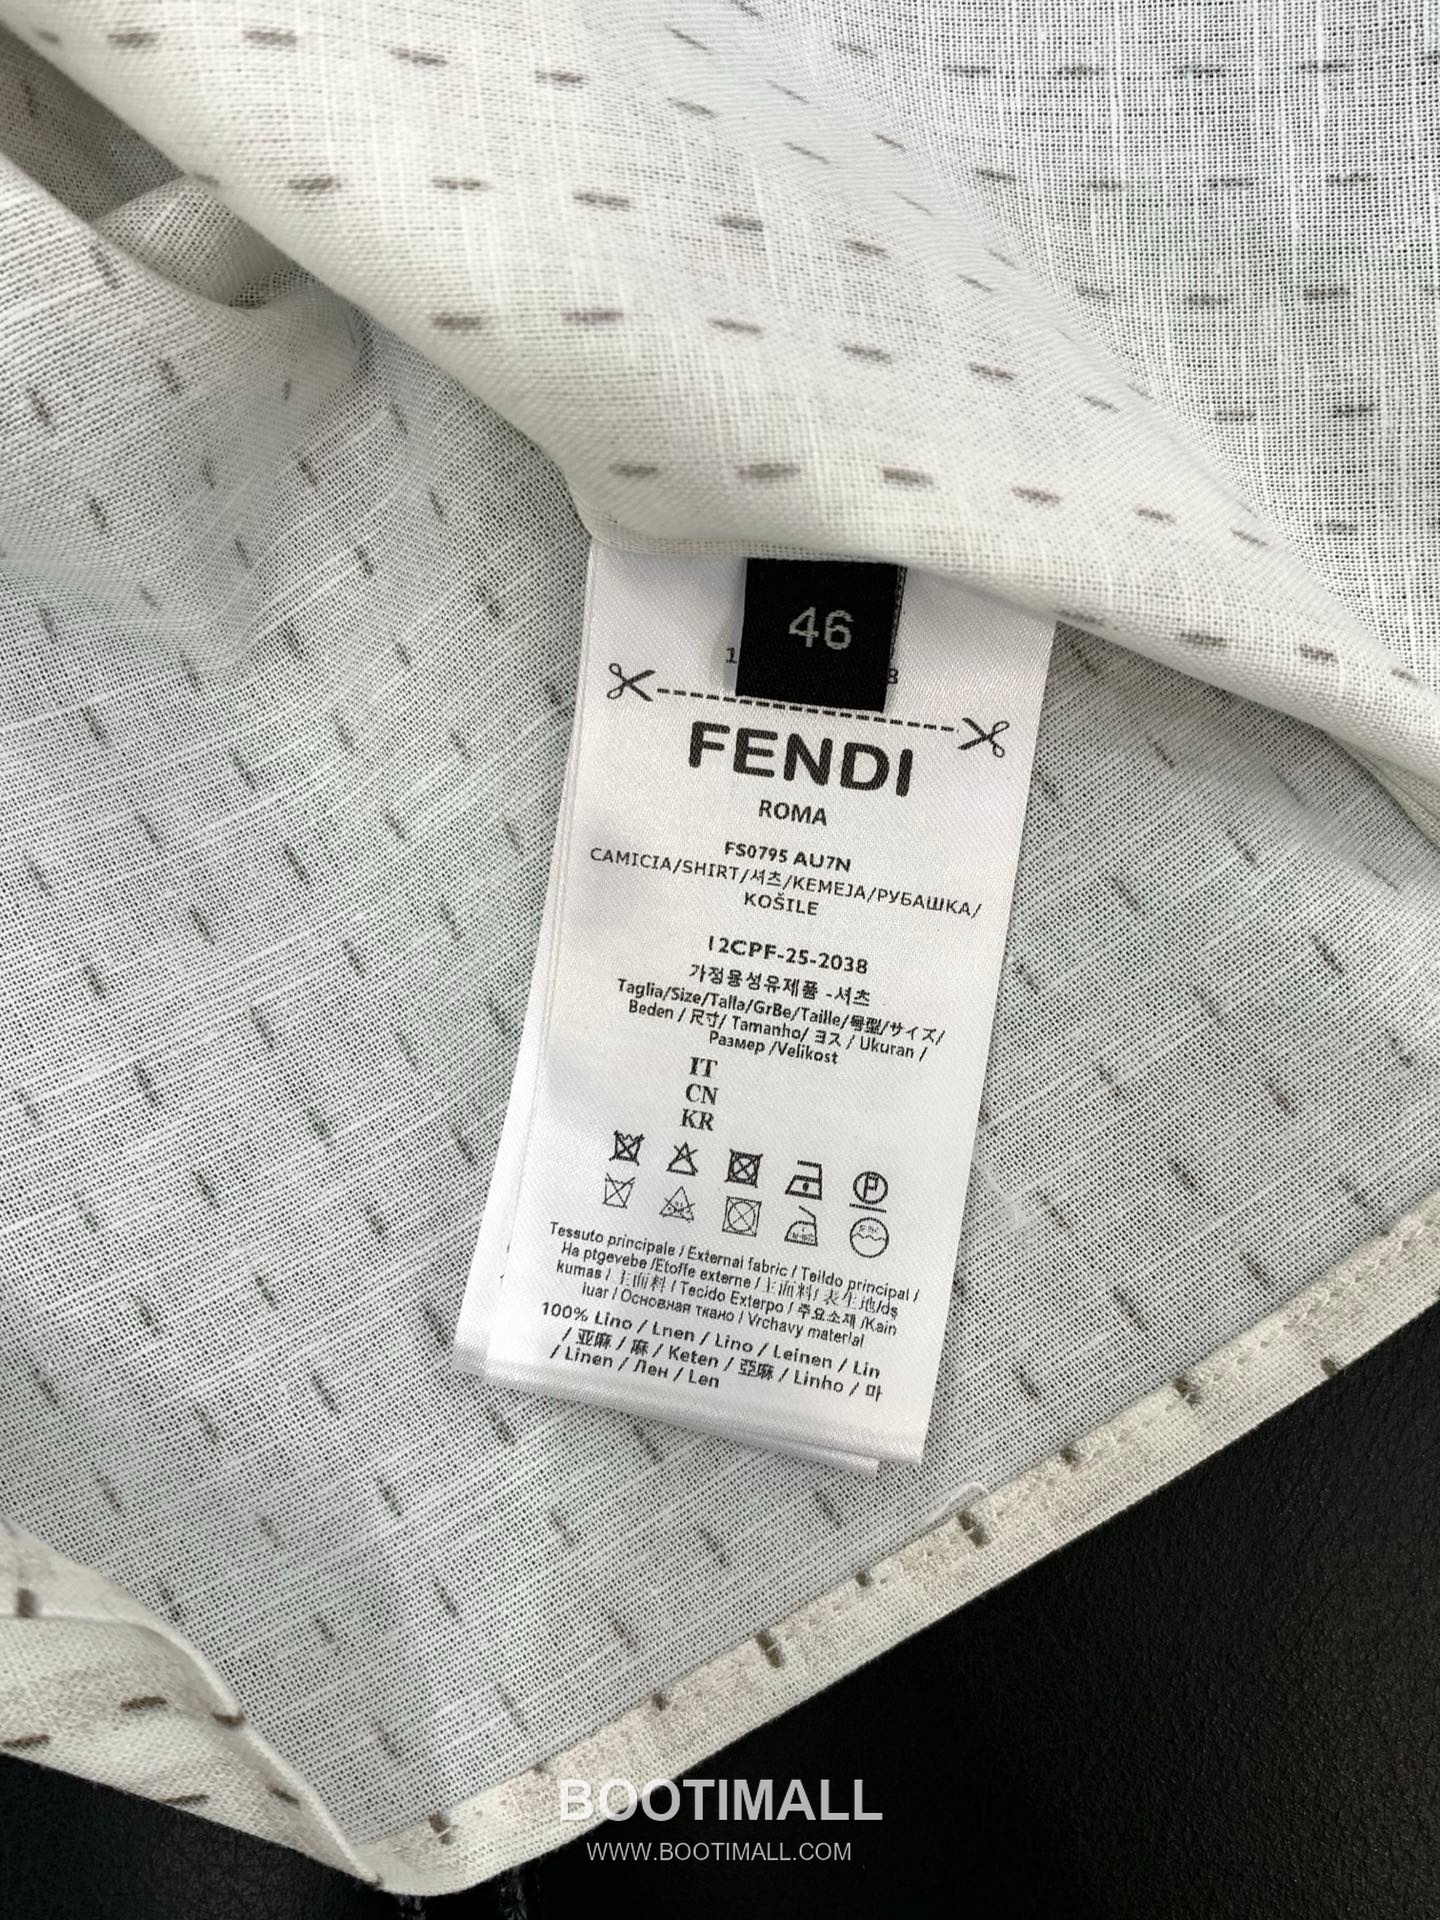 46
1
8
FENDI
ROMA
FS0795 AU7N
CAMICIA/SHIRT/셔츠/KEMEJA/РУБАШКА/
KOŠILE
12CPF-25-2038
가정용섬유제품 -셔츠
Taglia/Size/Talla/GrBe/Taille/号型/サイズ/
Beden / 尺寸/ Tamanho/ ヨス / Ukuran /
Размер /Velikost
IT
CN
KR
P
Tessuto principale / External fabric / Teildo principal /
Ha ptgevebe /Etoffe externe / 主面料/ 表生地/dş
kumas / 主面料 / Tecido Exterpo / 주요소재 /Kain
luar / Основная ткано / Vrchavy materlal
100% Lino / Lnen / Lino / Leinen / Lin
/ 亚麻 / 麻 / Keten / 亞麻 / Linho / 마
/ Linen / Лен / Len
BOOTIMALL
WWW.BOOTIMALL.COM